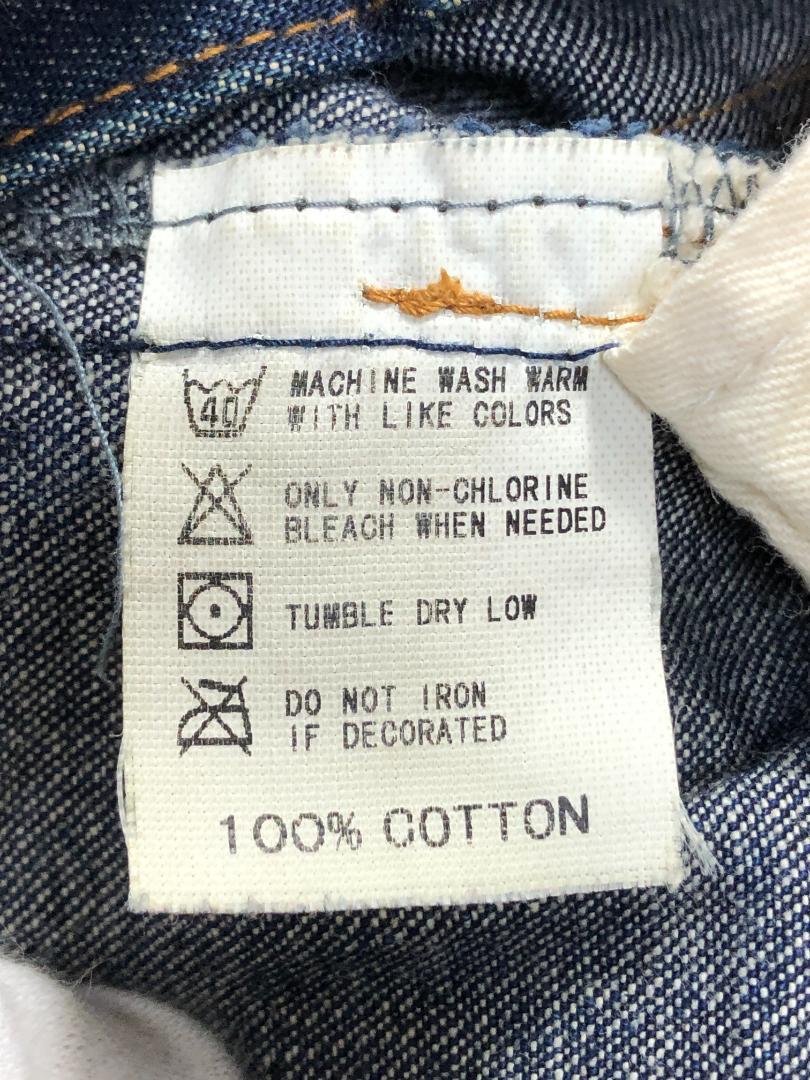 40
MACHINE WASH WARM
WITH LIKE COLORS
ONLY NON-CHLORINE
BLEACH WHEN NEEDED
TUMBLE DRY LOW
DO NOT IRON
IF DECORATED
100% COTTON